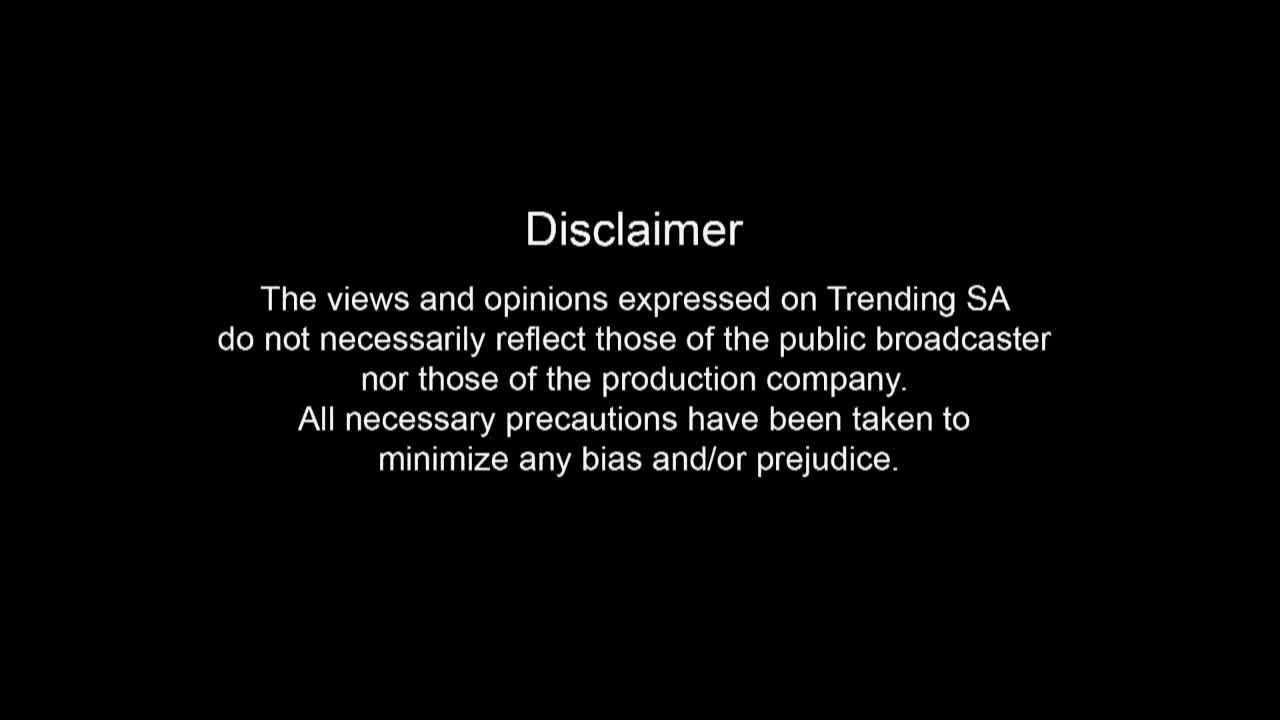 Disclaimer
The views and opinions expressed on Trending SA
do not necessarily reflect those of the public broadcaster
nor those of the production company.
All necessary precautions have been taken to
minimize any bias and/or prejudice.